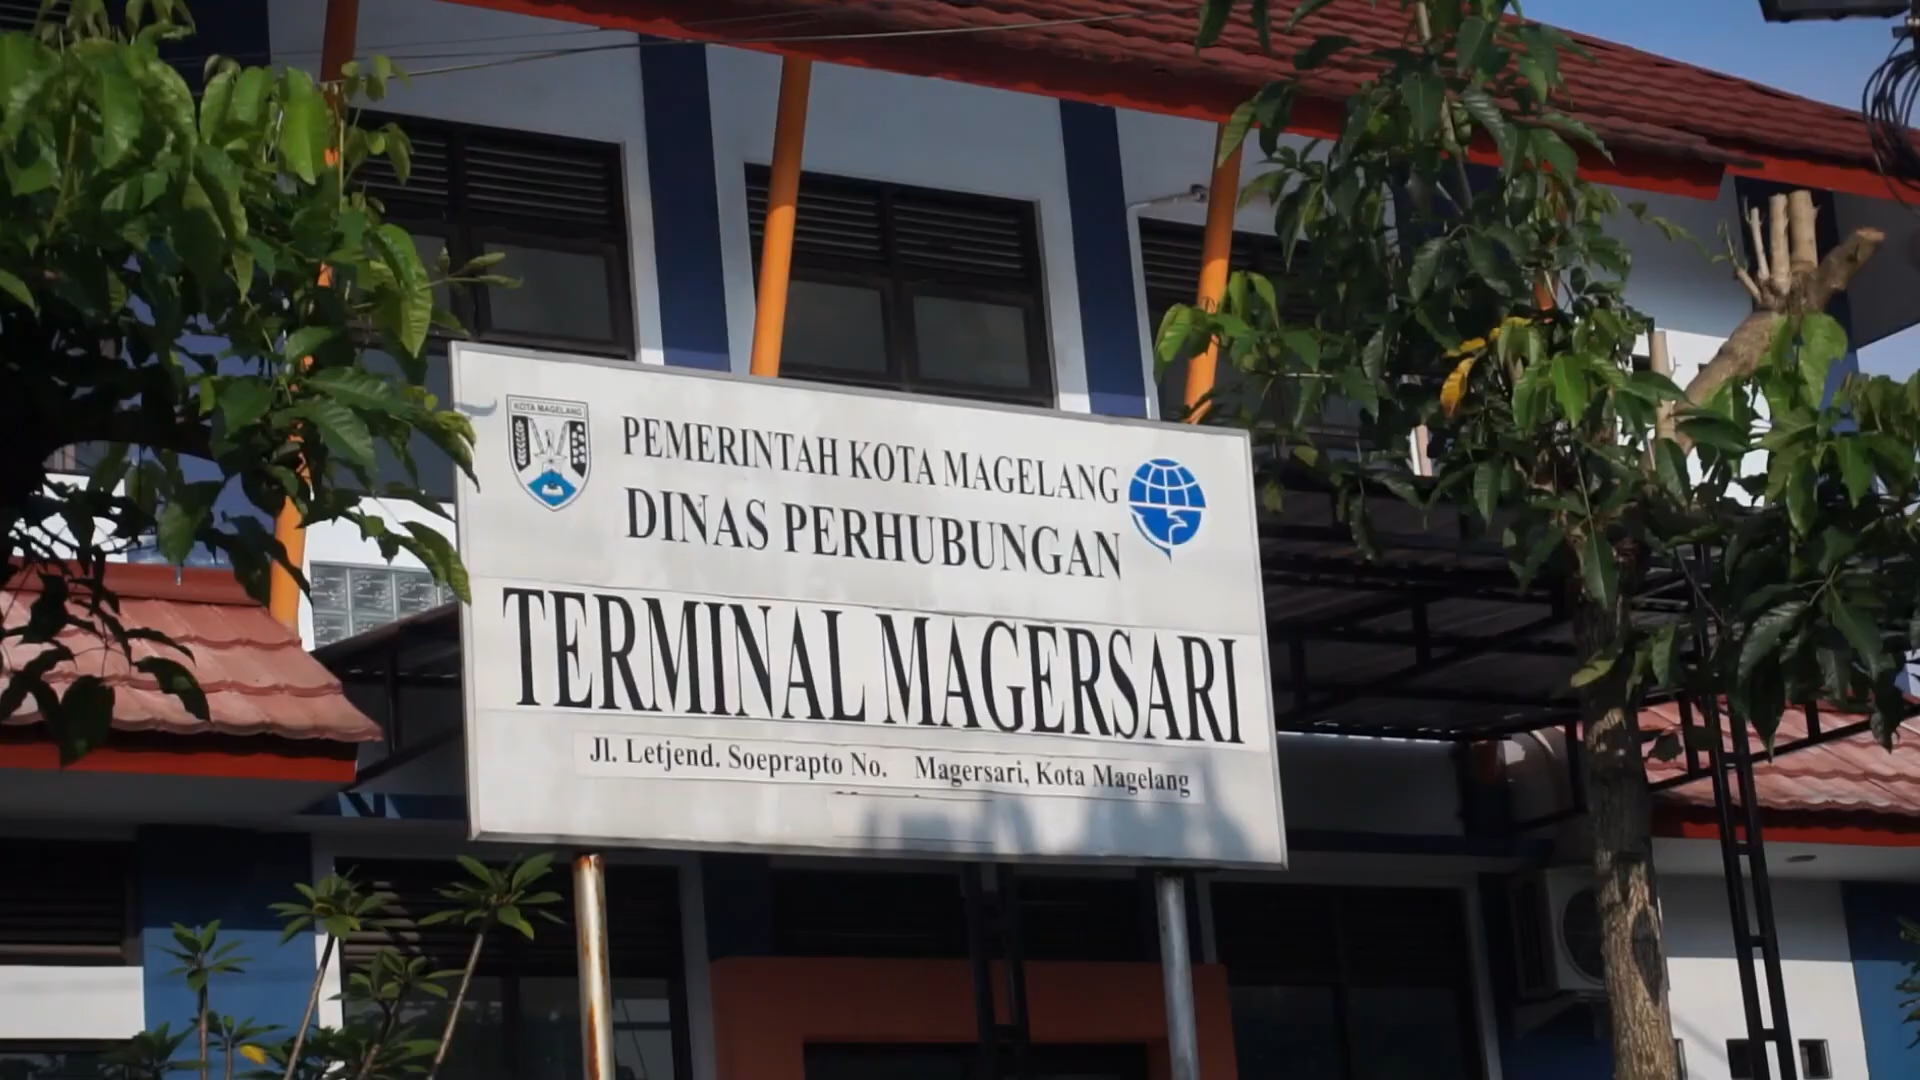 KOTA MAGELANG
PEMERINTAH KOTA MAGELANG
DINAS PERHUBUNGAN
TERMINAL MAGERSARI
Jl. Letjend. Soeprapto No. Magersari, Kota Magelang